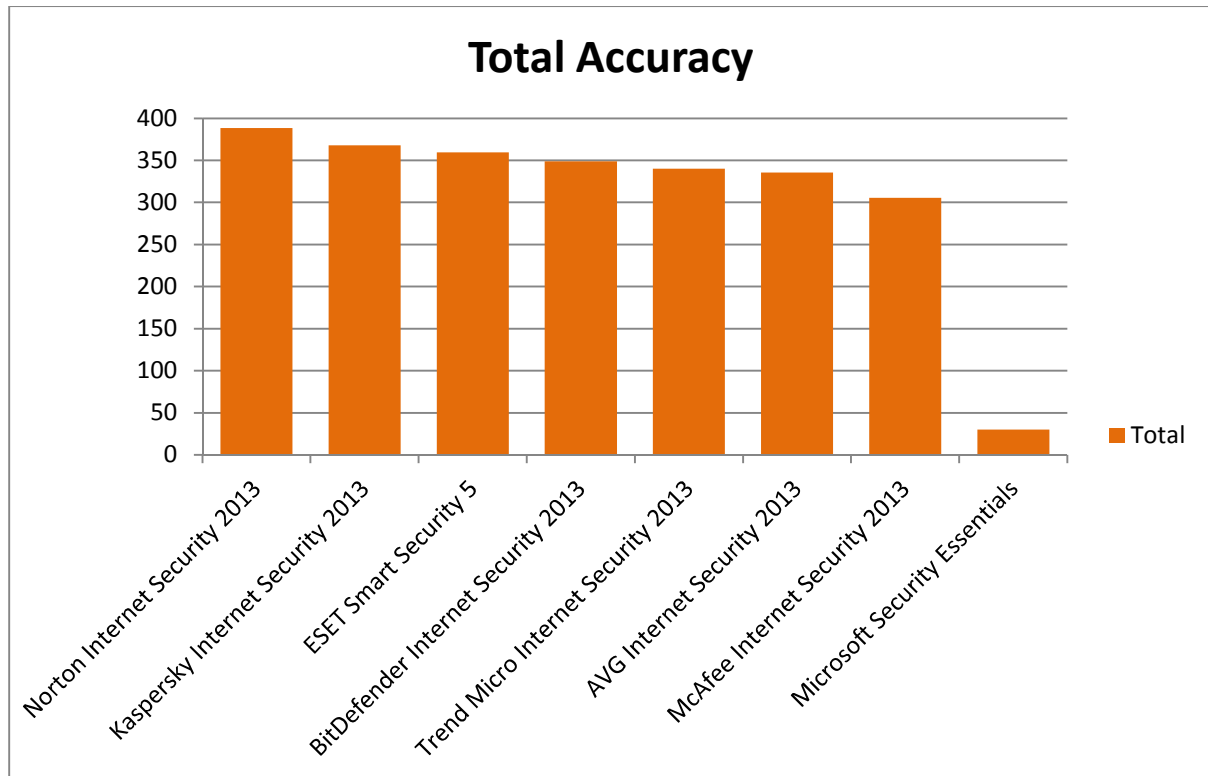 Total Accuracy
400
350
300
250
200
150
100
50
0
Total
Norton Internet Security 2013
Kaspersky Internet Security 2013
ESET Smart Security 5
BitDefender Internet Security 2013
Trend Micro Internet Security 2013
AVG Internet Security 2013
McAfee Internet Security 2013
Microsoft Security Essentials